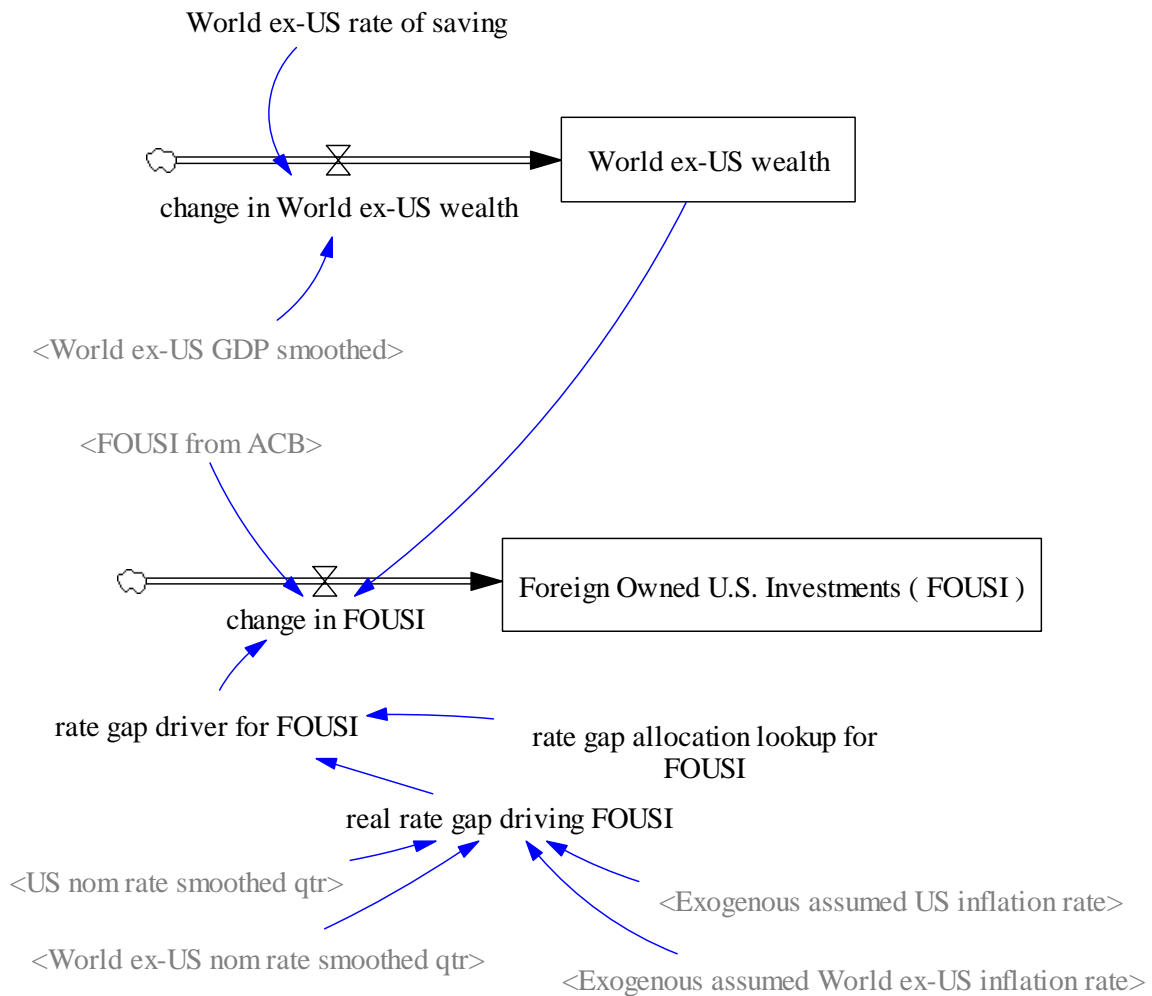 World ex-US rate of saving
World ex-US wealth
change in World ex-US wealth
<World ex-US GDP smoothed>
<FOUSI from ACB>
Foreign Owned U.S. Investments ( FOUSI )
change in FOUSI
rate gap driver for FOUSI
rate gap allocation lookup for
FOUSI
real rate gap driving FOUSI
<US nom rate smoothed qtr>
<Exogenous assumed US inflation rate>
<World ex-US nom rate smoothed qtr>
<Exogenous assumed World ex-US inflation rate>